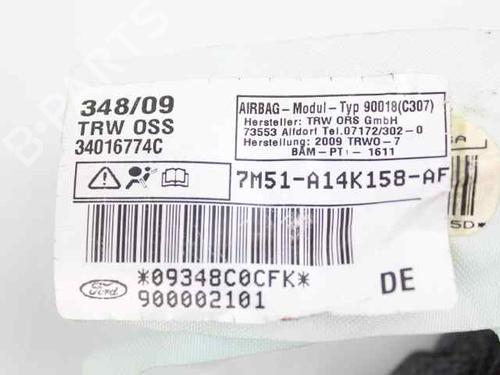 B-PARTS
348/09
TRW OSS
34016774C
AIRBAG-Modul-Typ 90018(C307)
Hersteller: TRW ORS GmbH
73553 Alfdorf Tel.07172/302-0
Herstellung: 2009 TRWO-7
BAM-PT1-1611
7M51-A14K158-AF
*09348C0CFK*
900002101
DE
Ford
SD*